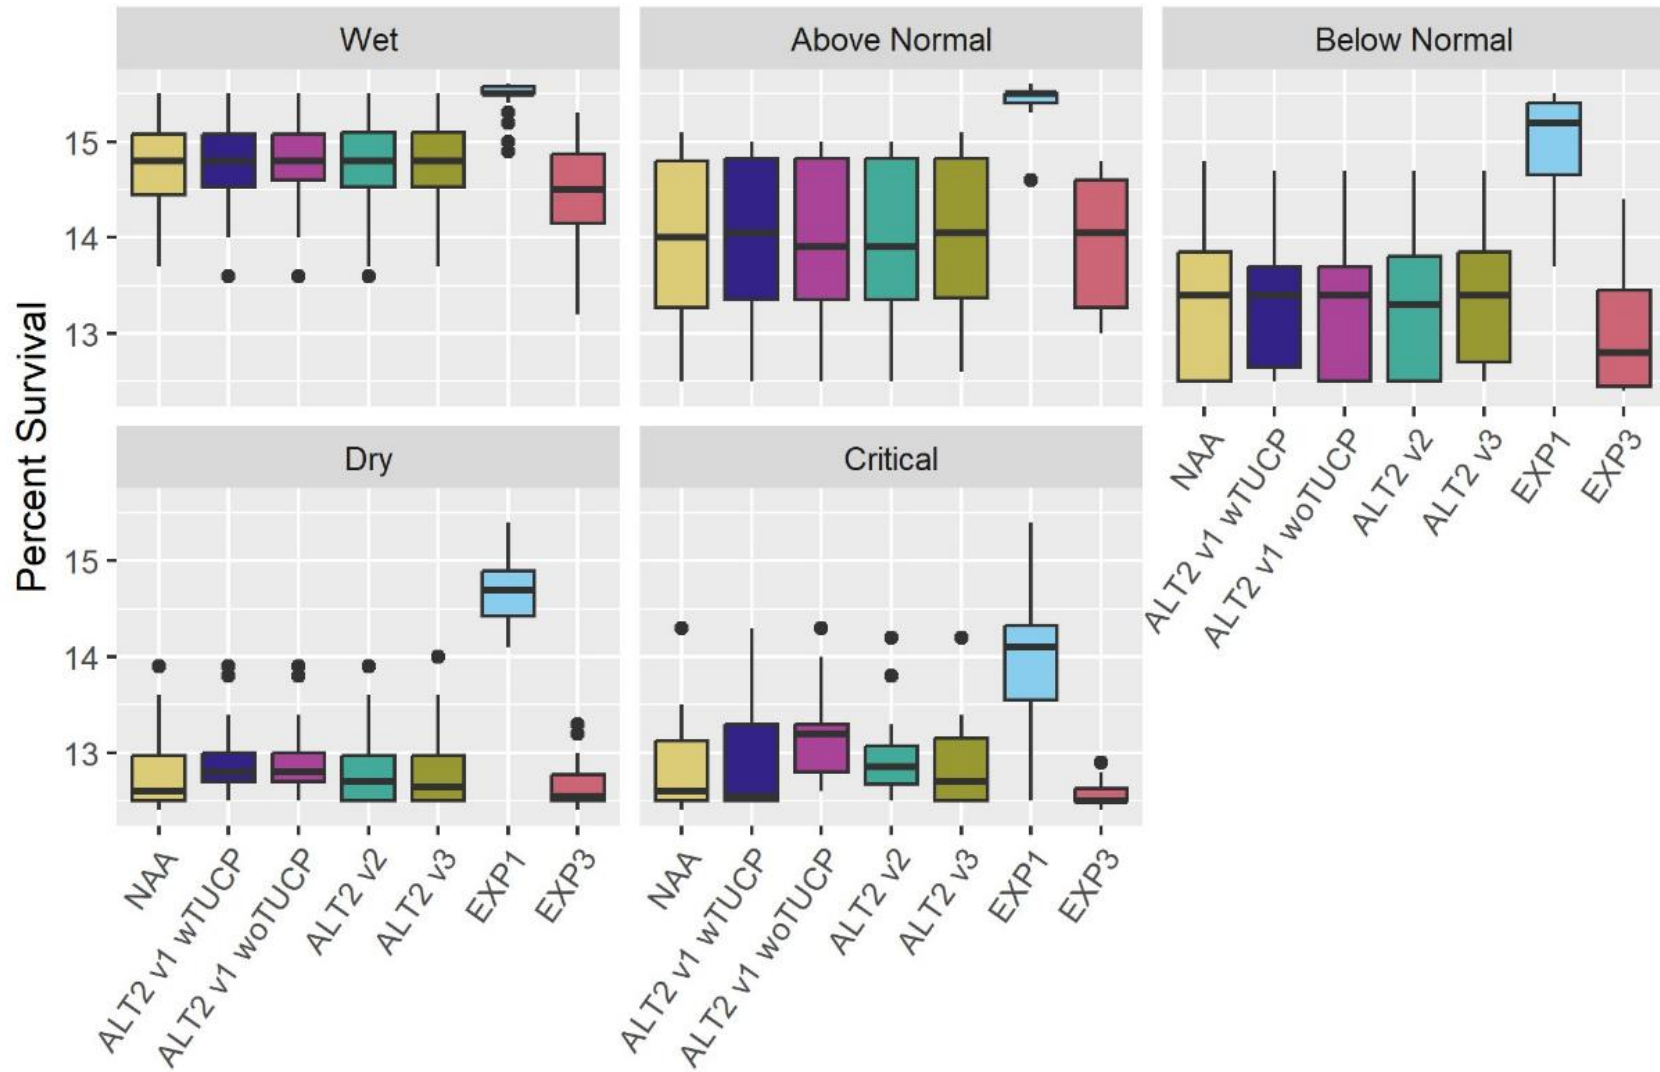 Wet
Above Normal
Below Normal
15
14
13
Percent Survival
NAA
ALT2 v1 wTUCP
ALT2 v1 woTUCP
ALT2 v2
ALT2 v3
EXP1
EXP3
Dry
Critical
15
14
13
NAA
ALT2 v1 wTUCP
ALT2 v1 woTUCP
ALT2 v2
ALT2 v3
EXP1
EXP3
NAA
ALT2 v1 wTUCP
ALT2 v1 woTUCP
ALT2 v2
ALT2 v3
EXP1
EXP3